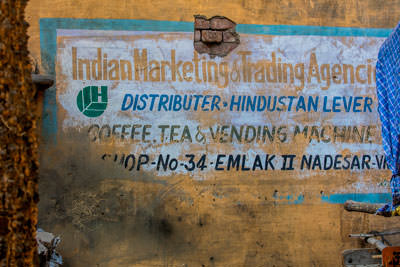 Indian Marketing & Trading Agenci
DISTRIBUTER · HINDUSTAN LEVER
COFFEE, TEA & VENDING MACHINE
SHOP-No-34-EMLAK II NADESAR-V